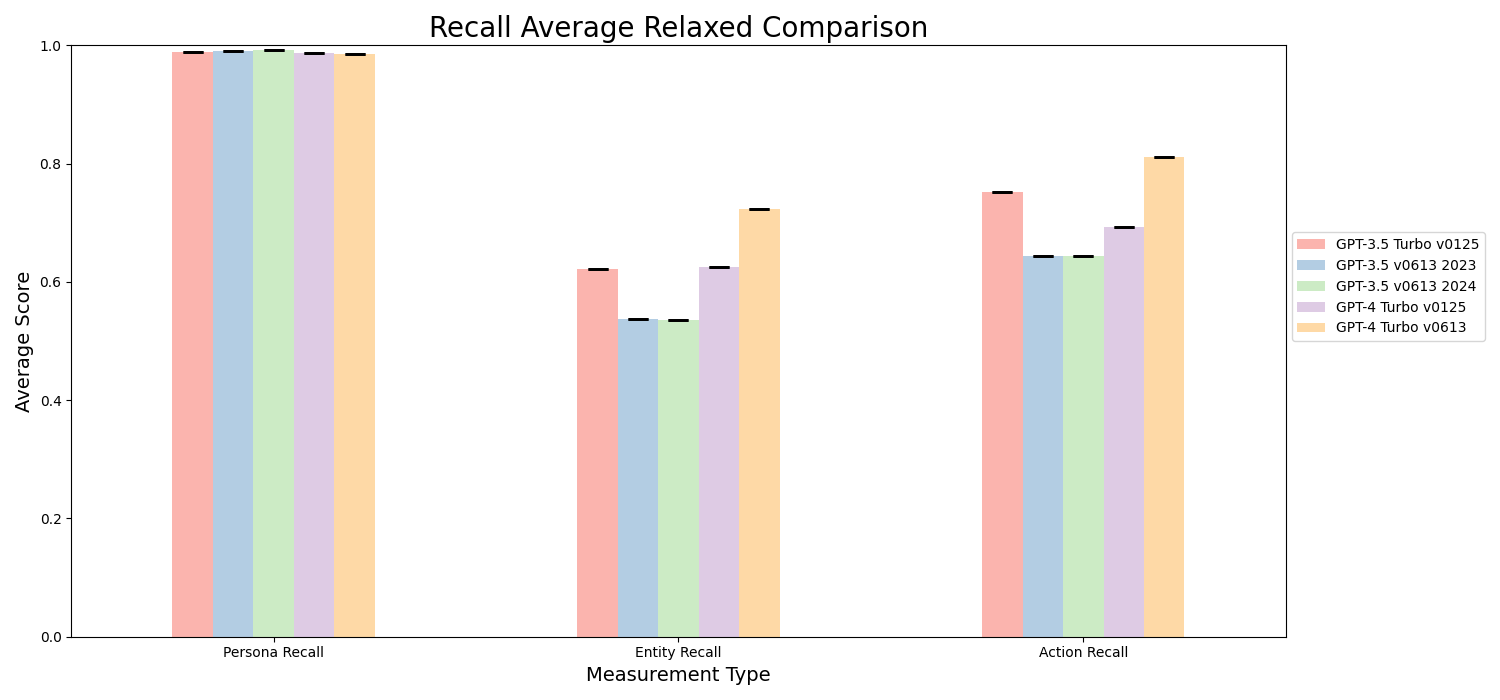 Recall Average Relaxed Comparison
Average Score
1.0
0.8
0.6
0.4
0.2
0.0
Persona Recall
Entity Recall
Action Recall
Measurement Type
GPT-3.5 Turbo v0125
GPT-3.5 v0613 2023
GPT-3.5 v0613 2024
GPT-4 Turbo v0125
GPT-4 Turbo v0613